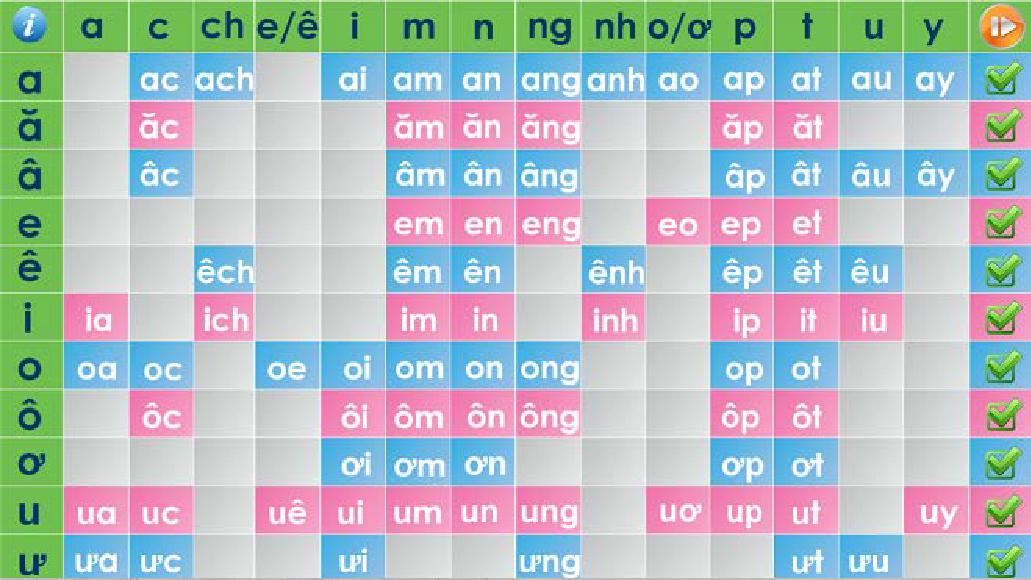 a c ch e/ê i m n ng nh o/ơ p t u y
a ac ach ai am an ang anh ao ap at au ay
ă ăc ăm ăn ăng ăp ăt
â âc âm ân âng âp ât âu ây
e em en eng eo ep et
ê êch êm ên ênh êp êt êu
i ia ich im in inh ip it iu
o oa oc oe oi om on ong op ot
ô ôc ôi ôm ôn ông ôp ôt
ơ ơi ơm ơn ơp ơt
u ua uc uê ui um un ung uơ up ut uy
ư ưa ưc ưi ưng ưt ưu